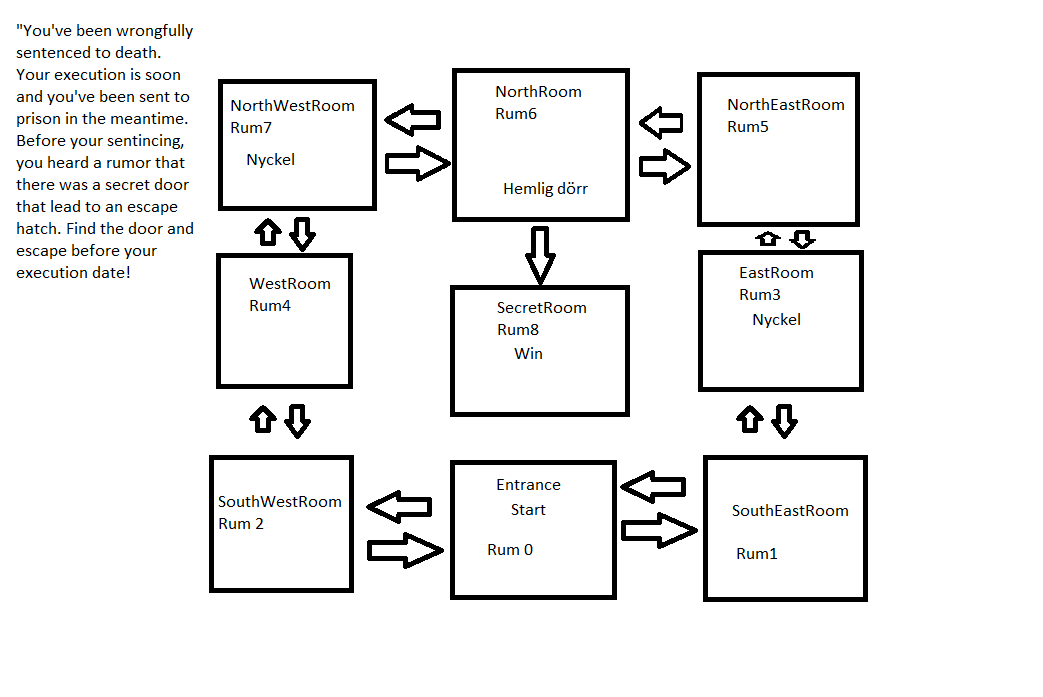 "You've been wrongfully
sentenced to death.
Your execution is soon
and you've been sent to
prison in the meantime.
Before your sentincing,
you heard a rumor that
there was a secret door
that lead to an escape
hatch. Find the door and
escape before your
execution date!
NorthWestRoom
Rum7
Nyckel
NorthRoom
Rum6
Hemlig dörr
NorthEastRoom
Rum5
WestRoom
Rum4
SecretRoom
Rum8
Win
EastRoom
Rum3
Nyckel
SouthWestRoom
Rum 2
Entrance
Start
Rum 0
SouthEastRoom
Rum1